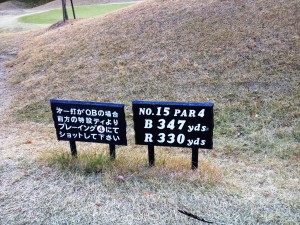 第一打がOBの場合
前方の特設ティより
プレーイング④にて
ショットして下さい
NO.15 PAR4
B 347 yds.
R 330 yds.